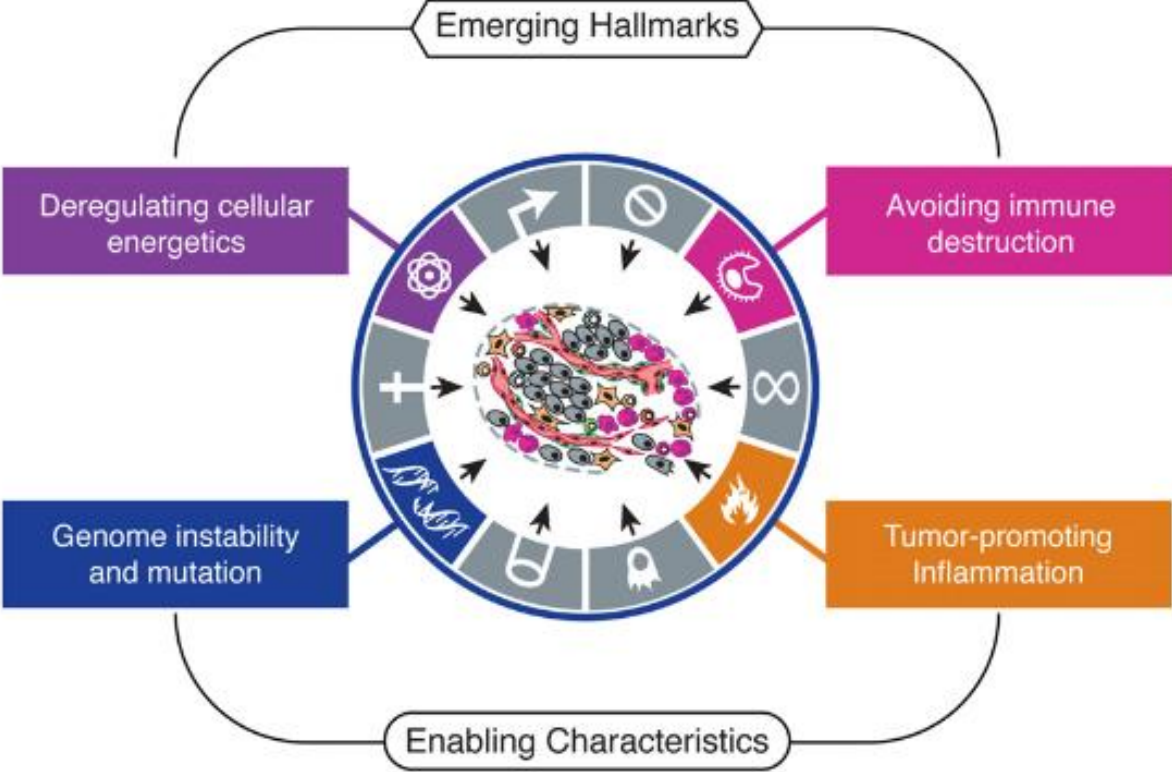 Emerging Hallmarks
Deregulating cellular
energetics
Avoiding immune
destruction
Genome instability
and mutation
Tumor-promoting
Inflammation
Enabling Characteristics